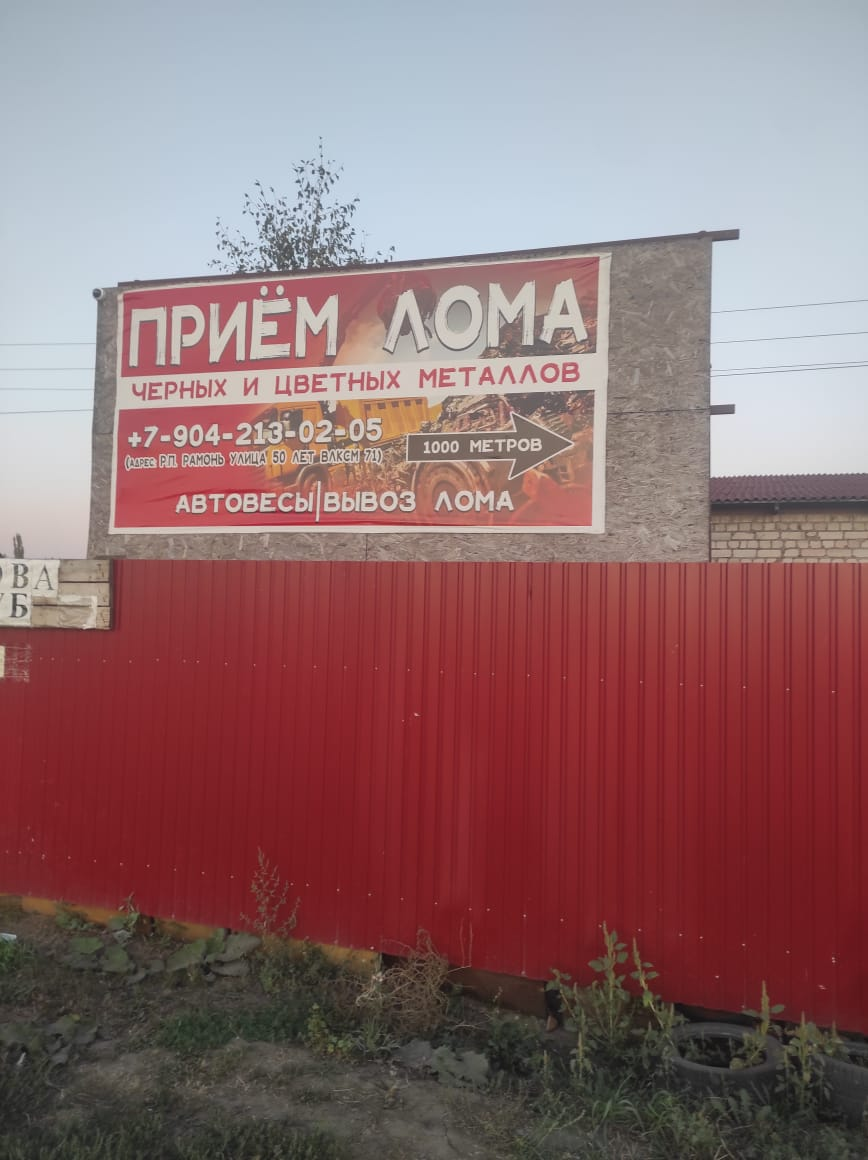 ПРИЁМ ЛОМА
ЧЕРНЫХ И ЦВЕТНЫХ МЕТАЛЛОВ
+7-904-213-02-05
(АДРЕС: Р.П. РАМОНЬ УЛИЦА 50 ЛЕТ ВЛКСМ 71)
1000 МЕТРОВ
АВТОВЕСЫ|ВЫВОЗ ЛОМА
ВА
Б